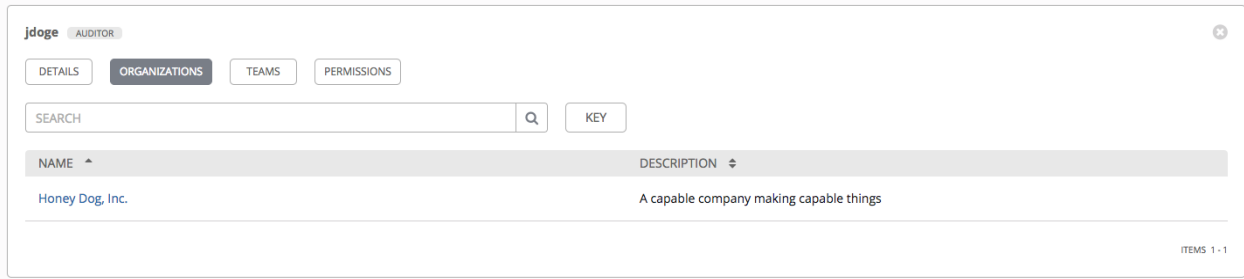 jdoge AUDITOR
DETAILS ORGANIZATIONS TEAMS PERMISSIONS
SEARCH KEY
NAME DESCRIPTION
Honey Dog, Inc. A capable company making capable things
ITEMS 1 - 1